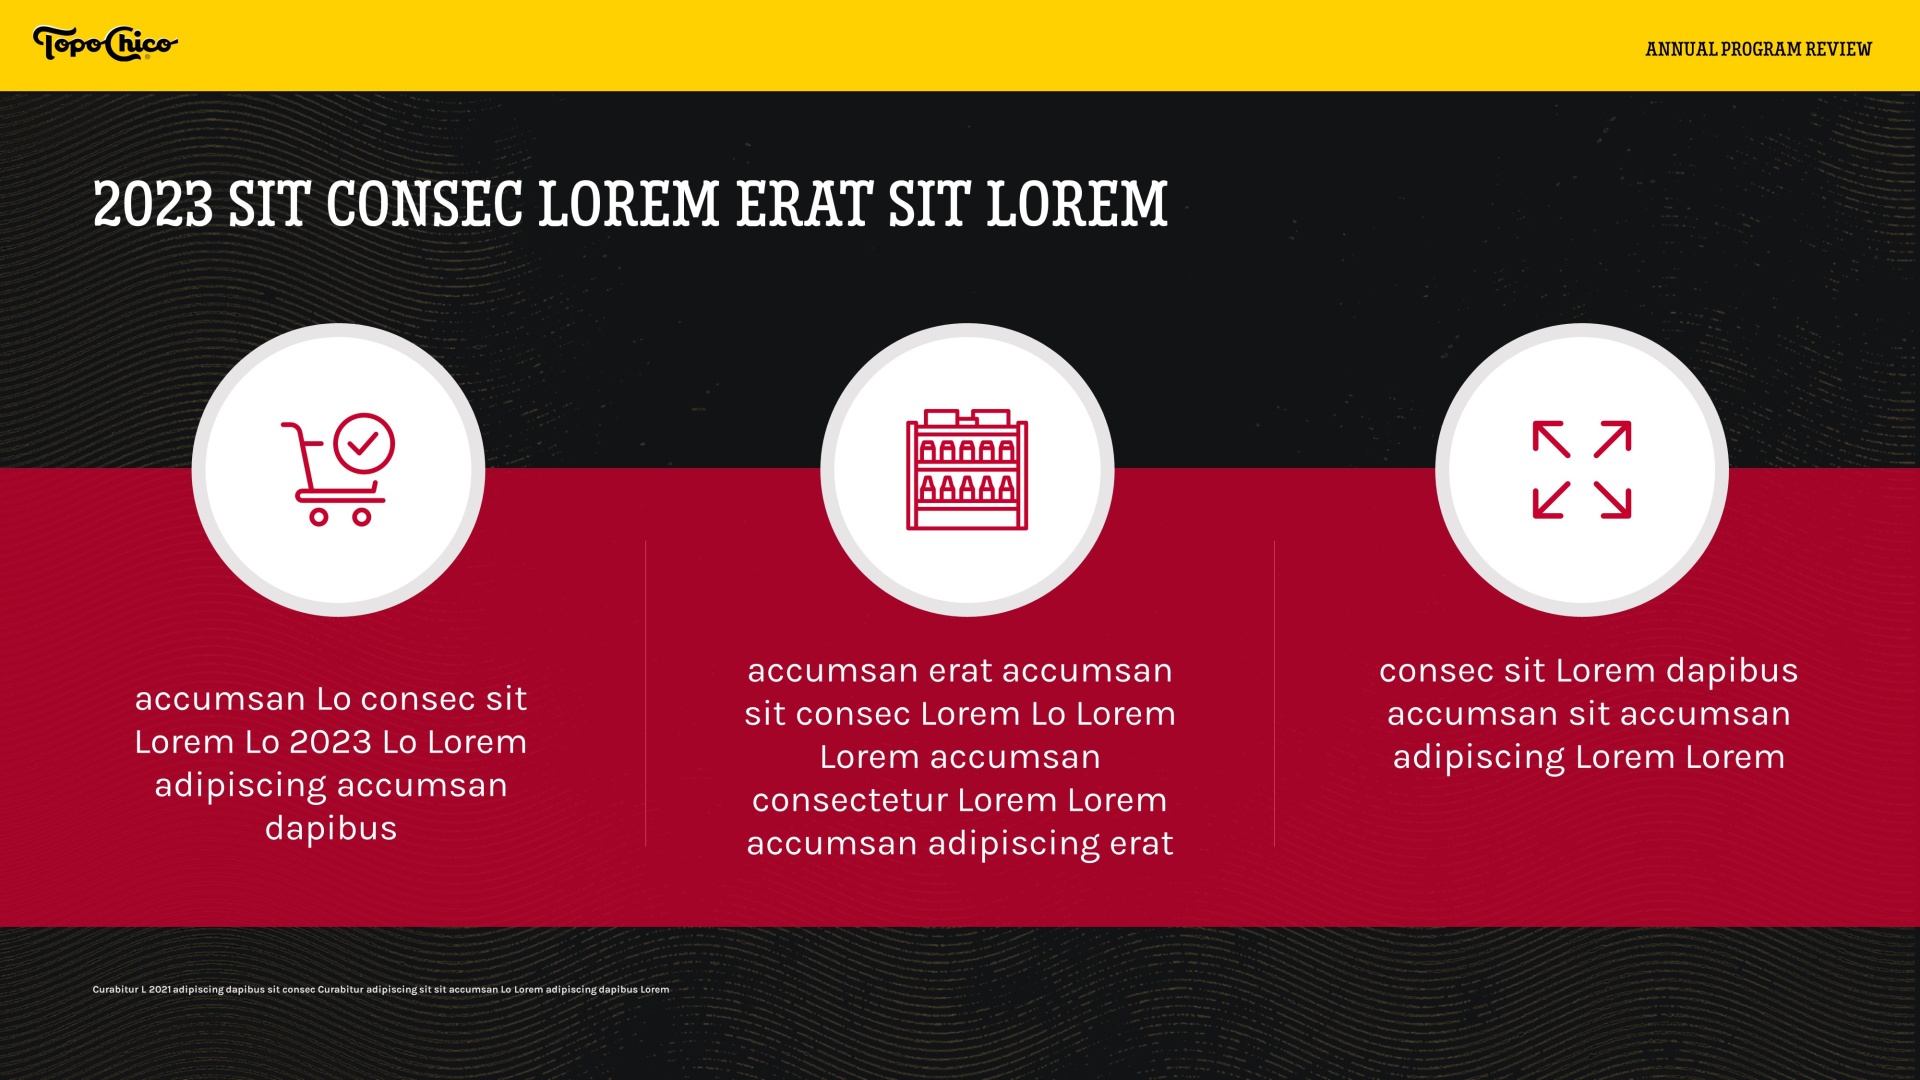 Topo Chico
ANNUAL PROGRAM REVIEW
2023 SIT CONSEC LOREM ERAT SIT LOREM
accumsan Lo consec sit
Lorem Lo 2023 Lo Lorem
adipiscing accumsan
dapibus
accumsan erat accumsan
sit consec Lorem Lo Lorem
Lorem accumsan
consectetur Lorem Lorem
accumsan adipiscing erat
consec sit Lorem dapibus
accumsan sit accumsan
adipiscing Lorem Lorem
Curabitur L 2021 adipiscing dapibus sit consec Curabitur adipiscing sit sit accumsan Lo Lorem adipiscing dapibus Lorem